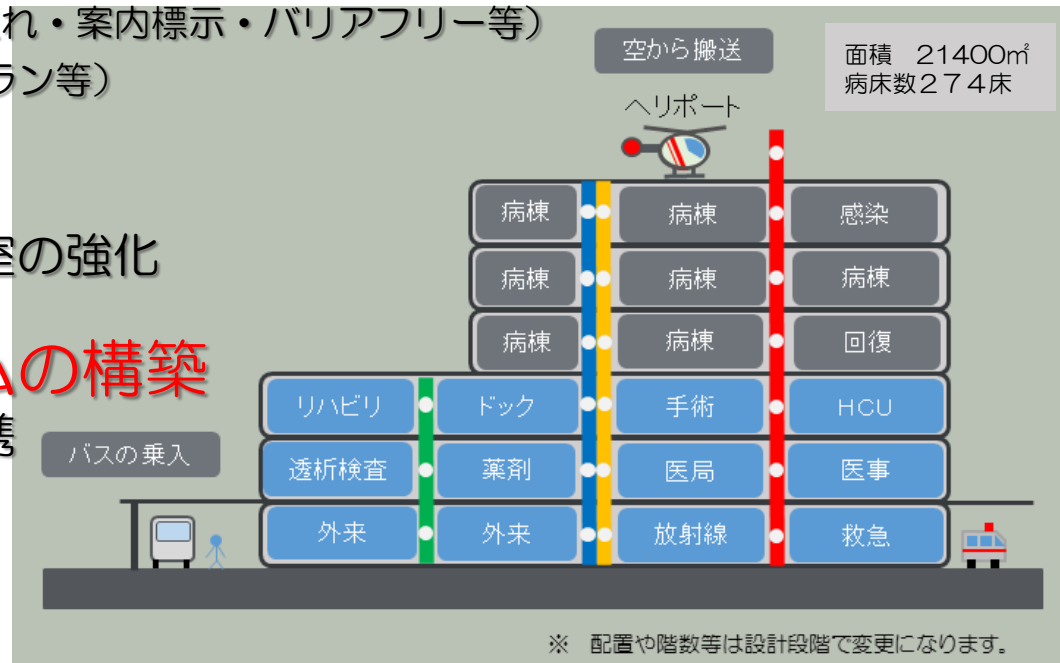 れ・案内標示・バリアフリー等）
ラン等）
空から搬送
面積　21400㎡
病床数２７４床
ヘリポート
病棟 病棟 感染
室の強化
病棟 病棟 病棟
病棟 病棟 回復
ムの構築
リハビリ ドック 手術 HCU
携
バスの乗入
透析検査 薬剤 医局 医事
外来 外来 放射線 救急
※　配置や階数等は設計段階で変更になります。